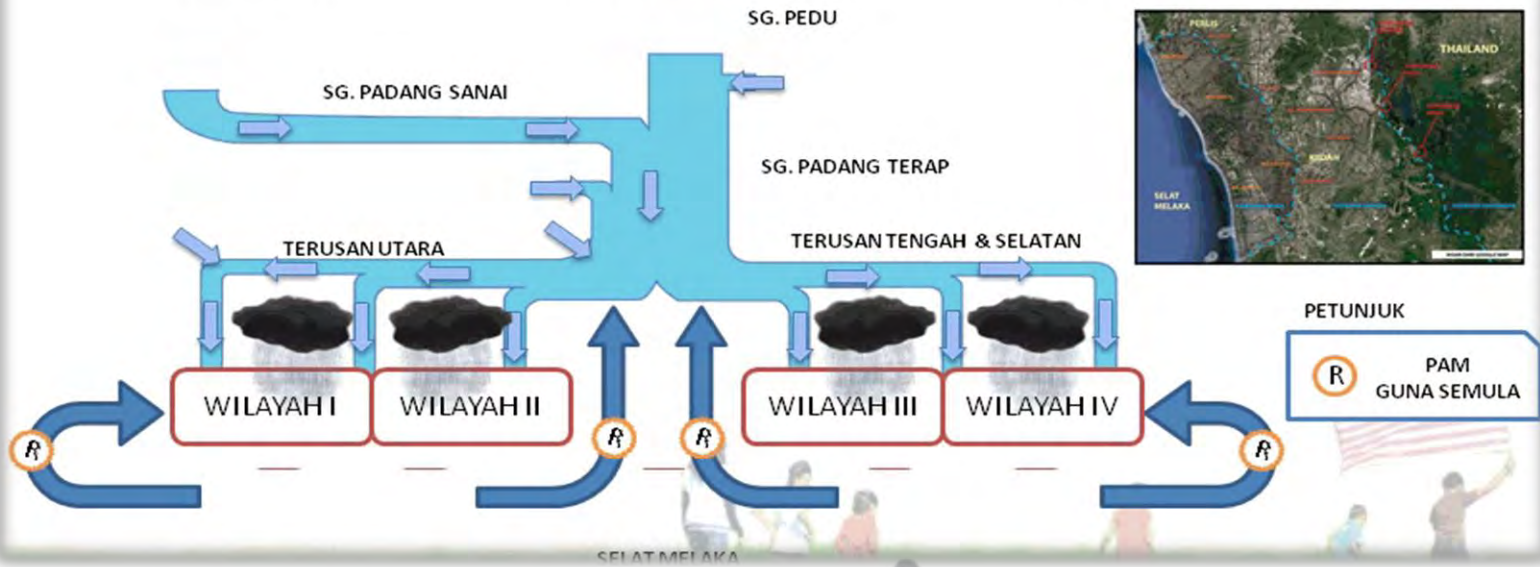 SG. PEDU
SG. PADANG SANAI
SG. PADANG TERAP
TERUSAN UTARA
TERUSAN TENGAH & SELATAN
PERLIS
THAILAND
KEDAH
SELAT
MELAKA
PETUNJUK
R
PAM
GUNA SEMULA
WILAYAH I
WILAYAH II
WILAYAH III
WILAYAH IV
R
R
R
R
SELAT MELAKA